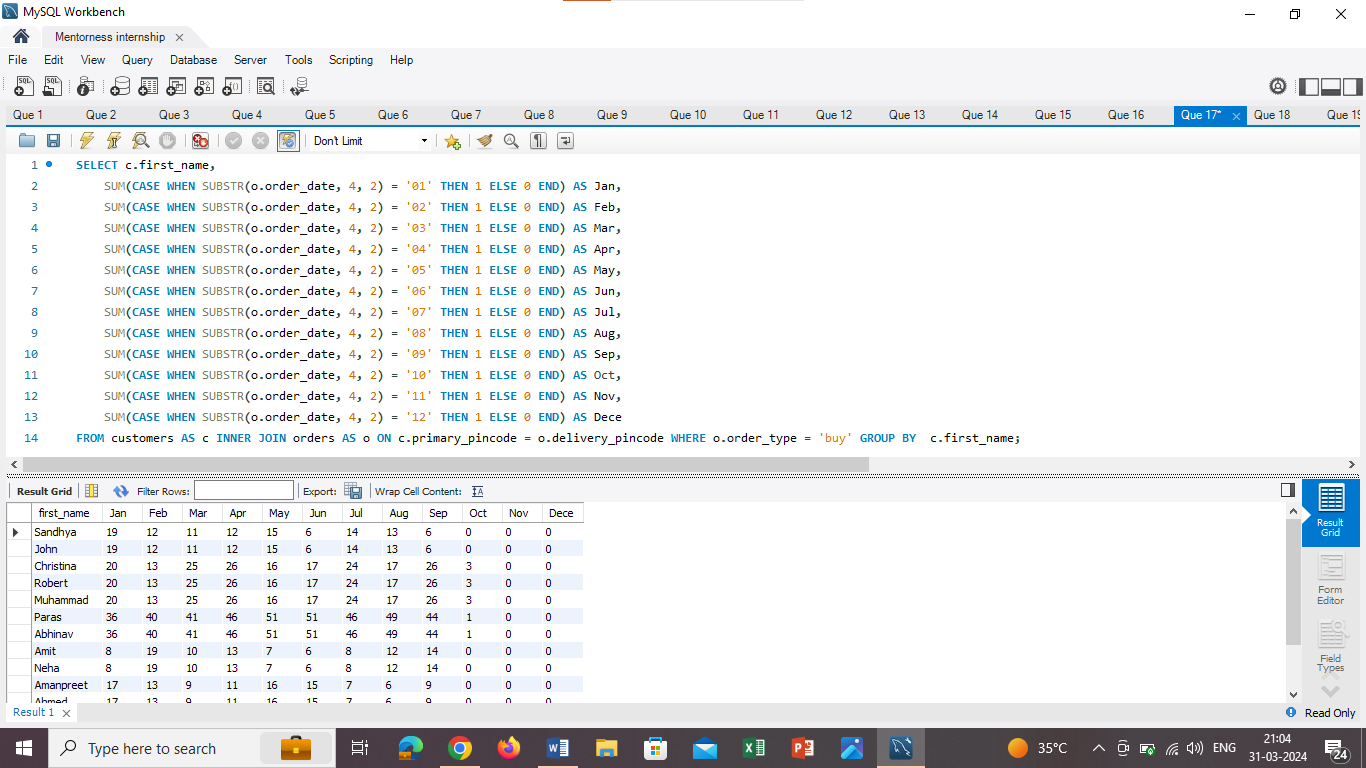 MySQL Workbench
Mentorness internship
File Edit View Query Database Server Tools Scripting Help
Que 1 Que 2 Que 3 Que 4 Que 5 Que 6 Que 7 Que 8 Que 9 Que 10 Que 11 Que 12 Que 13 Que 14 Que 15 Que 16 Que 17* Que 18
Don't Limit
1 SELECT c.first_name,
2 SUM(CASE WHEN SUBSTR(o.order_date, 4, 2) = '01' THEN 1 ELSE 0 END) AS Jan,
3 SUM(CASE WHEN SUBSTR(o.order_date, 4, 2) = '02' THEN 1 ELSE 0 END) AS Feb,
4 SUM(CASE WHEN SUBSTR(o.order_date, 4, 2) = '03' THEN 1 ELSE 0 END) AS Mar,
5 SUM(CASE WHEN SUBSTR(o.order_date, 4, 2) = '04' THEN 1 ELSE 0 END) AS Apr,
6 SUM(CASE WHEN SUBSTR(o.order_date, 4, 2) = '05' THEN 1 ELSE 0 END) AS May,
7 SUM(CASE WHEN SUBSTR(o.order_date, 4, 2) = '06' THEN 1 ELSE 0 END) AS Jun,
8 SUM(CASE WHEN SUBSTR(o.order_date, 4, 2) = '07' THEN 1 ELSE 0 END) AS Jul,
9 SUM(CASE WHEN SUBSTR(o.order_date, 4, 2) = '08' THEN 1 ELSE 0 END) AS Aug,
10 SUM(CASE WHEN SUBSTR(o.order_date, 4, 2) = '09' THEN 1 ELSE 0 END) AS Sep,
11 SUM(CASE WHEN SUBSTR(o.order_date, 4, 2) = '10' THEN 1 ELSE 0 END) AS Oct,
12 SUM(CASE WHEN SUBSTR(o.order_date, 4, 2) = '11' THEN 1 ELSE 0 END) AS Nov,
13 SUM(CASE WHEN SUBSTR(o.order_date, 4, 2) = '12' THEN 1 ELSE 0 END) AS Dece
14 FROM customers AS c INNER JOIN orders AS o ON c.primary_pincode = o.delivery_pincode WHERE o.order_type = 'buy' GROUP BY c.first_name;
Result Grid Filter Rows: Export: Wrap Cell Content:
first_name Jan Feb Mar Apr May Jun Jul Aug Sep Oct Nov Dece
Sandhya 19 12 11 12 15 6 14 13 6 0 0 0
John 19 12 11 12 15 6 14 13 6 0 0 0
Christina 20 13 25 26 16 17 24 17 26 3 0 0
Robert 20 13 25 26 16 17 24 17 26 3 0 0
Muhammad 20 13 25 26 16 17 24 17 26 3 0 0
Paras 36 40 41 46 51 51 46 49 44 1 0 0
Abhinav 36 40 41 46 51 51 46 49 44 1 0 0
Amit 8 19 10 13 7 6 8 12 14 0 0 0
Neha 8 19 10 13 7 6 8 12 14 0 0 0
Amanpreet 17 13 9 11 16 15 7 6 9 0 0 0
Ahmed 17 13 9 11 16 15 7 6 9 0 0 0
Result
Grid
Form
Editor
Field
Types
Result 1
Read Only
Type here to search
35°C
ENG
21:04
31-03-2024
24